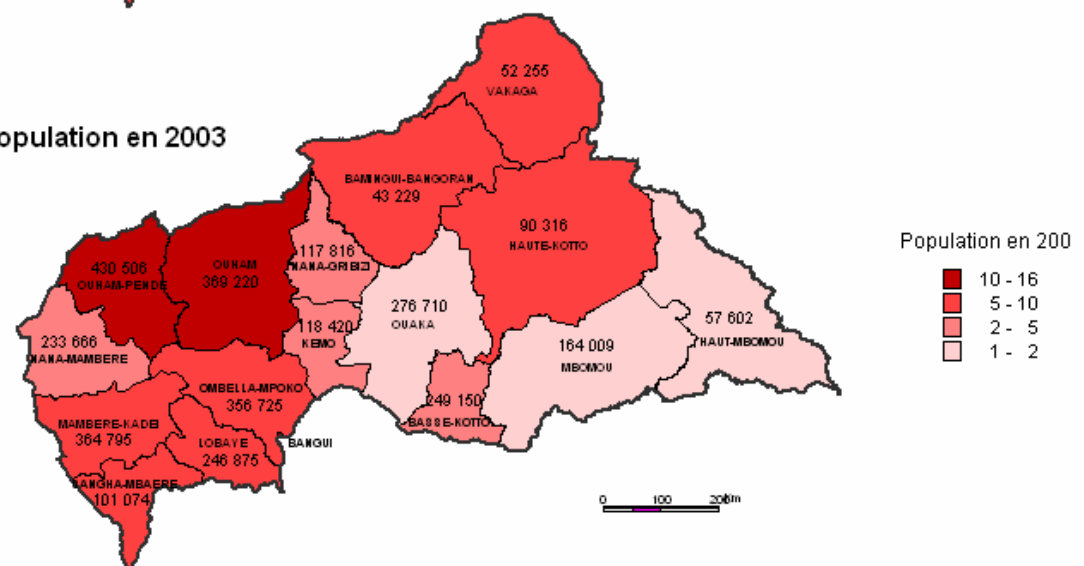 opulation en 2003
52 255
VAKAGA
BAMINGUI-BANGORAN
43 229
90 316
HAUTE-KOTTO
117 816
NANA-GRIBIZI
OUHAM
369 220
430 506
OUHAM-PENDE
276 710
OUAKA
118 420
KEMO
233 666
NANA-MAMBERE
57 602
HAUT-MBOMOU
164 009
MBOMOU
OMBELLA-MPOKO
356 725
249 150
BASSE-KOTTO
MAMBERE-KADEI
364 795
LOBAYE
246 875
BANGUI
SANGHA-MBAERE
101 074
Population en 200
10 - 16
5 - 10
2 - 5
1 - 2
0 100 200 Km